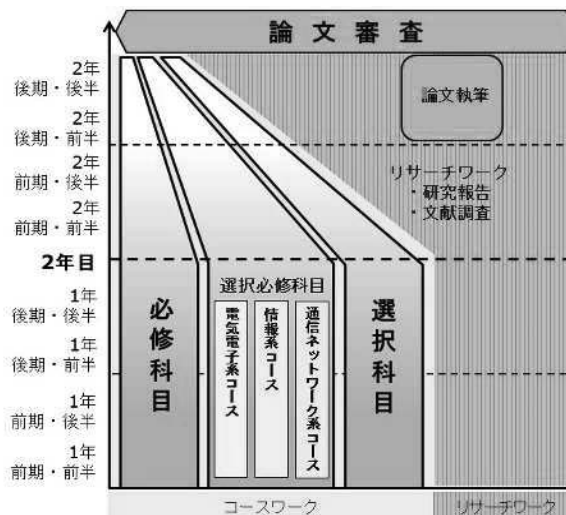 論文審査
2年
後期・後半
2年
後期・前半
2年
前期・後半
2年
前期・前半
2年目
1年
後期・後半
1年
後期・前半
1年
前期・後半
1年
前期・前半
論文執筆
リサーチワーク
・研究報告
・文献調査
必修科目
選択必修科目
電気電子系コース
情報系コース
通信ネットワーク系コース
選択科目
コースワーク
リサーチワーク